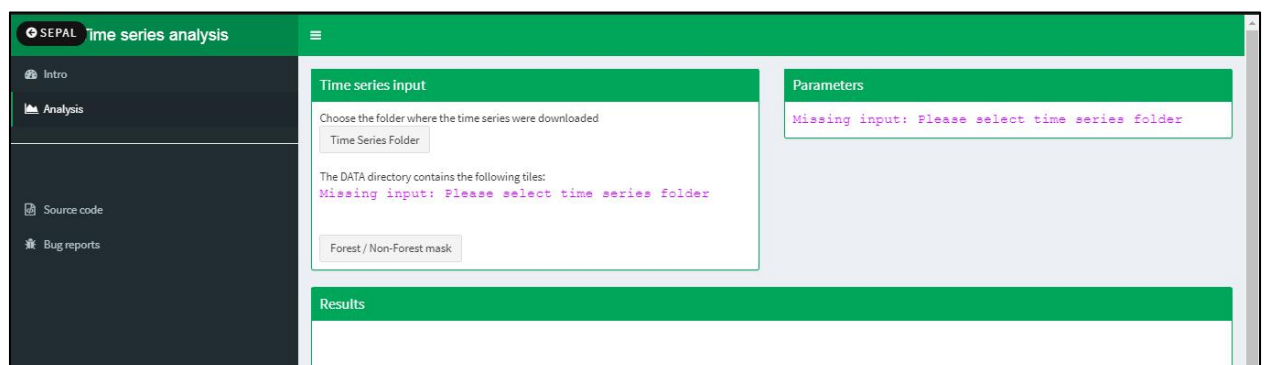 SEPAL ime series analysis
Intro
Analysis
Source code
Bug reports
Time series input
Choose the folder where the time series were downloaded
Time Series Folder
The DATA directory contains the following tiles:
Missing input: Please select time series folder
Forest / Non-Forest mask
Parameters
Missing input: Please select time series folder
Results